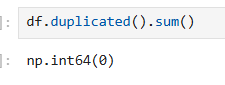 ]: df.duplicated().sum()
]: np.int64(0)